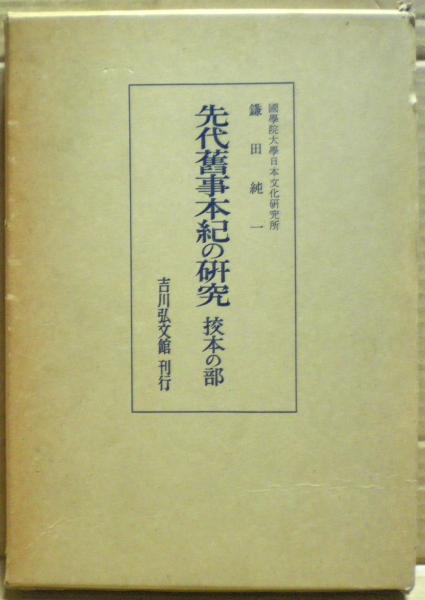 國學院大學日本文化研究所
鎌田純一
先代舊事本紀の研究 挍本の部
吉川弘文館 刊行